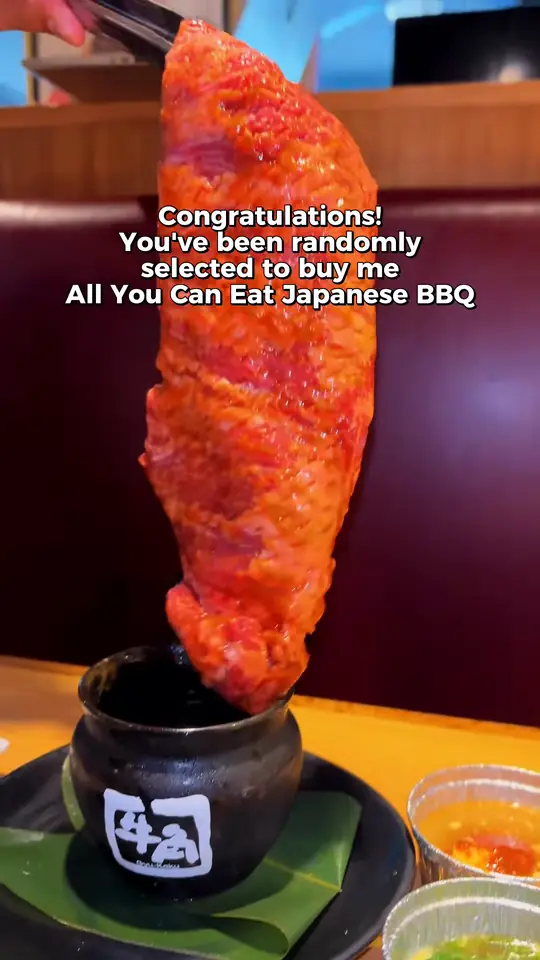 Congratulations!
You've been randomly
selected to buy me
All You Can Eat Japanese BBQ
牛角